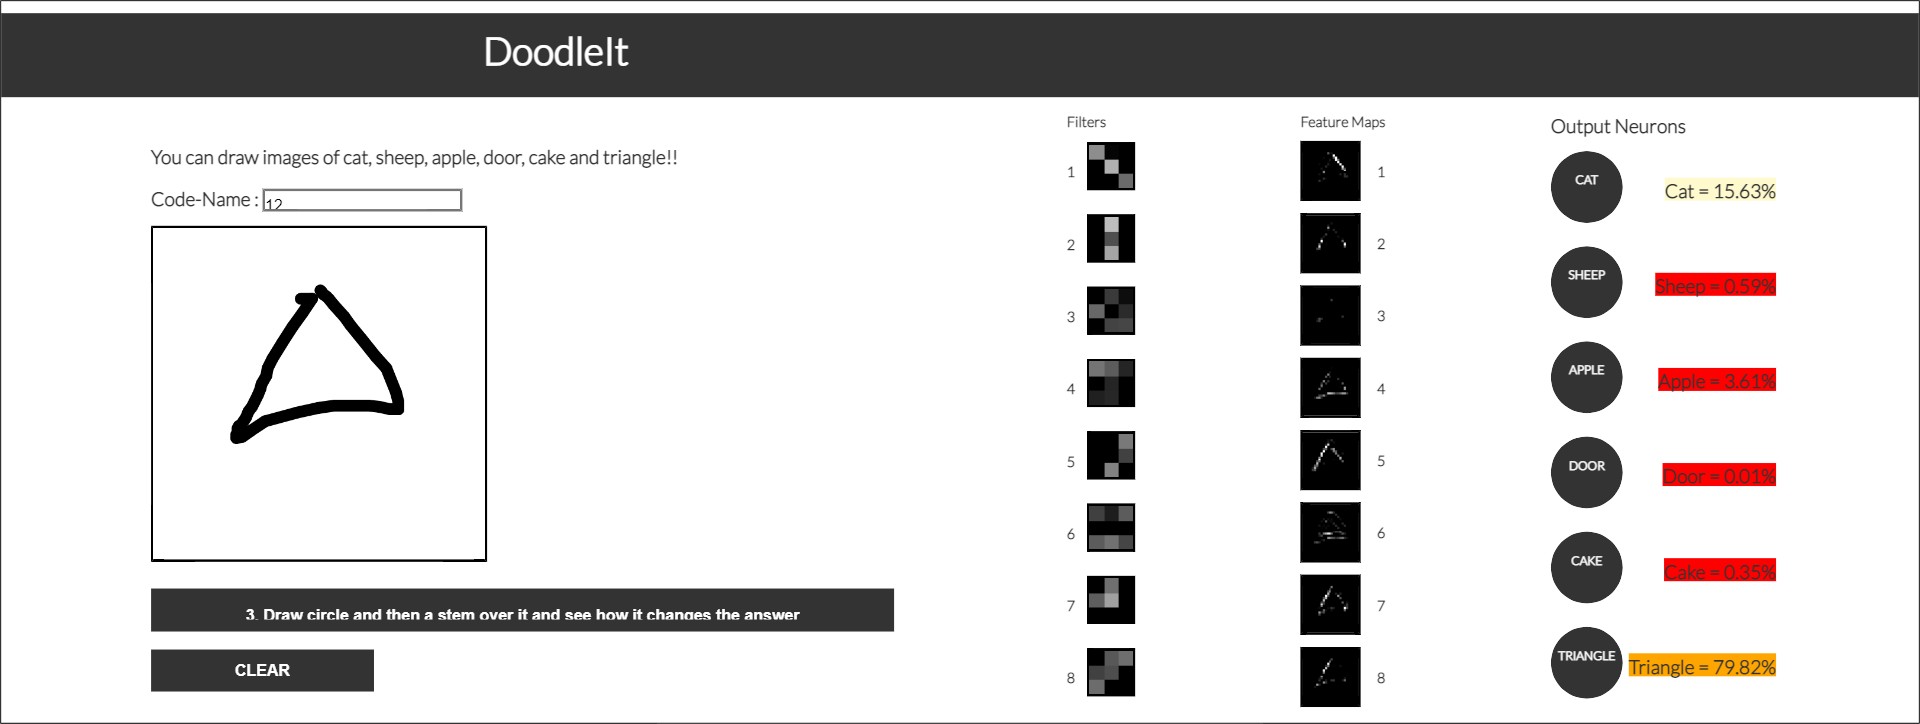 DoodleIt
You can draw images of cat, sheep, apple, door, cake and triangle!!
Code-Name : 12
3. Draw circle and then a stem over it and see how it changes the answer
CLEAR
Filters
1
2
3
4
5
6
7
8
Feature Maps
1
2
3
4
5
6
7
8
Output Neurons
CAT Cat = 15.63%
SHEEP Sheep = 0.59%
APPLE Apple = 3.61%
DOOR Door = 0.01%
CAKE Cake = 0.35%
TRIANGLE Triangle = 79.82%